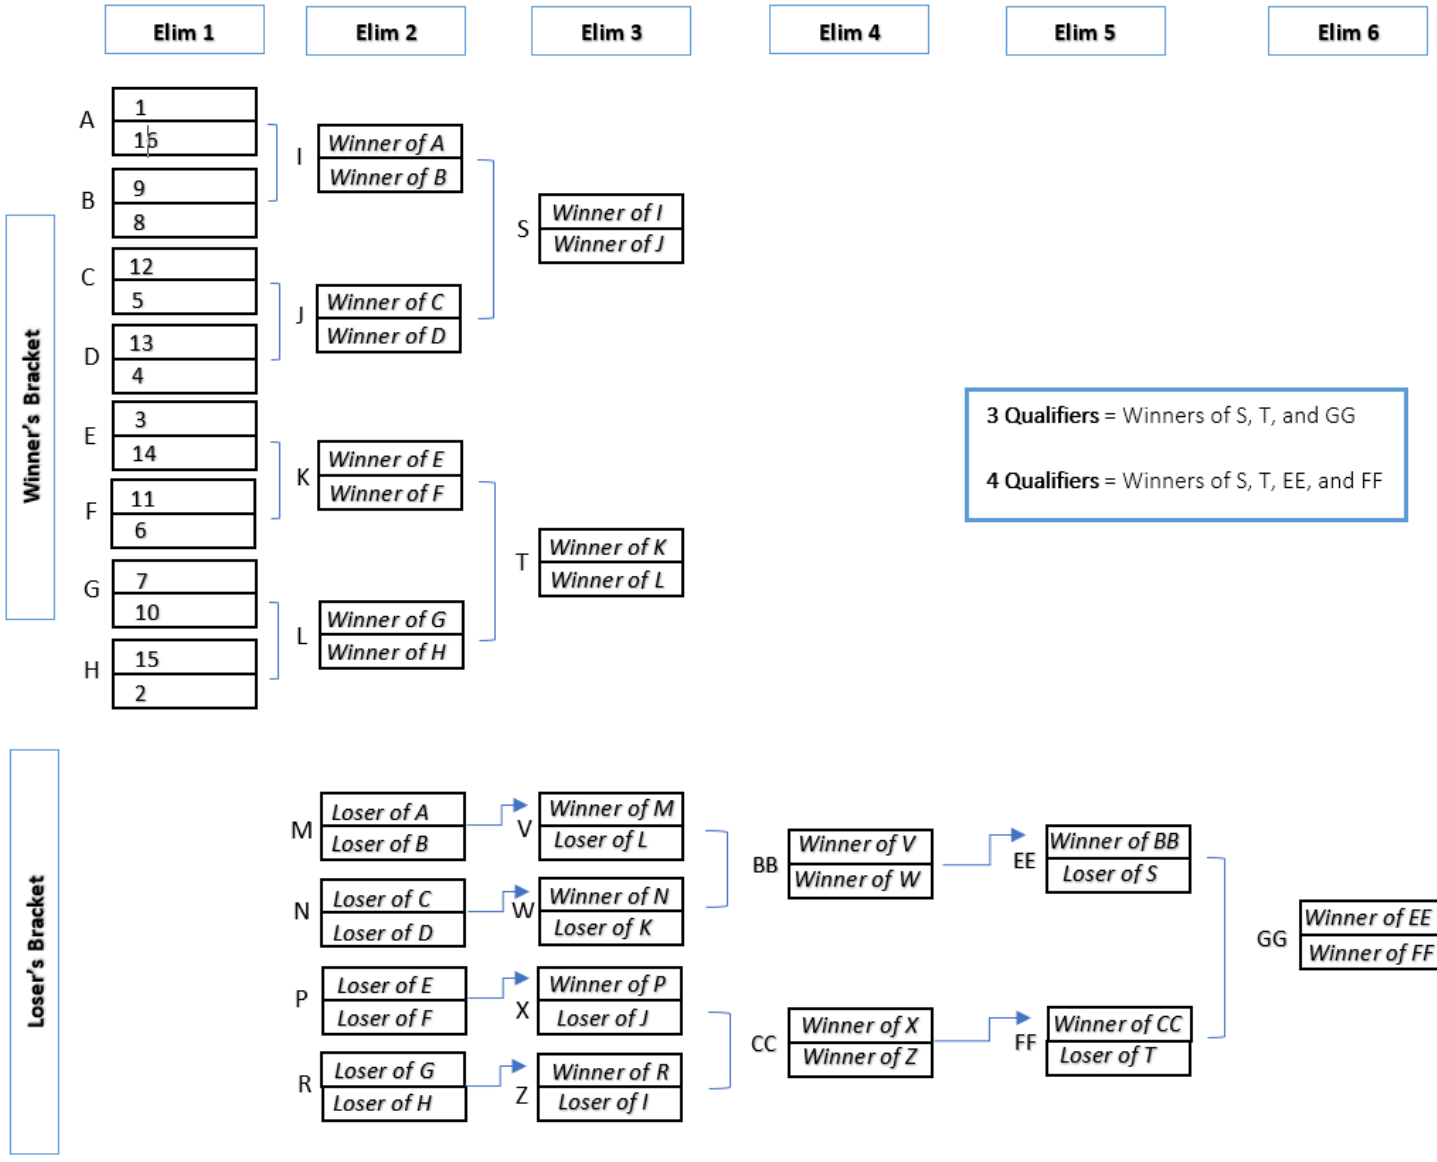 Elim 1
Elim 2
Elim 3
Elim 4
Elim 5
Elim 6
Winner's Bracket
A
1
16
B
9
8
C
12
5
D
13
4
E
3
14
F
11
6
G
7
10
H
15
2
I
Winner of A
Winner of B
J
Winner of C
Winner of D
K
Winner of E
Winner of F
L
Winner of G
Winner of H
S
Winner of I
Winner of J
T
Winner of K
Winner of L
3 Qualifiers = Winners of S, T, and GG
4 Qualifiers = Winners of S, T, EE, and FF
Loser's Bracket
M
Loser of A
Loser of B
N
Loser of C
Loser of D
P
Loser of E
Loser of F
R
Loser of G
Loser of H
V
Winner of M
Loser of L
W
Winner of N
Loser of K
X
Winner of P
Loser of J
Z
Winner of R
Loser of I
BB
Winner of V
Winner of W
CC
Winner of X
Winner of Z
EE
Winner of BB
Loser of S
FF
Winner of CC
Loser of T
GG
Winner of EE
Winner of FF